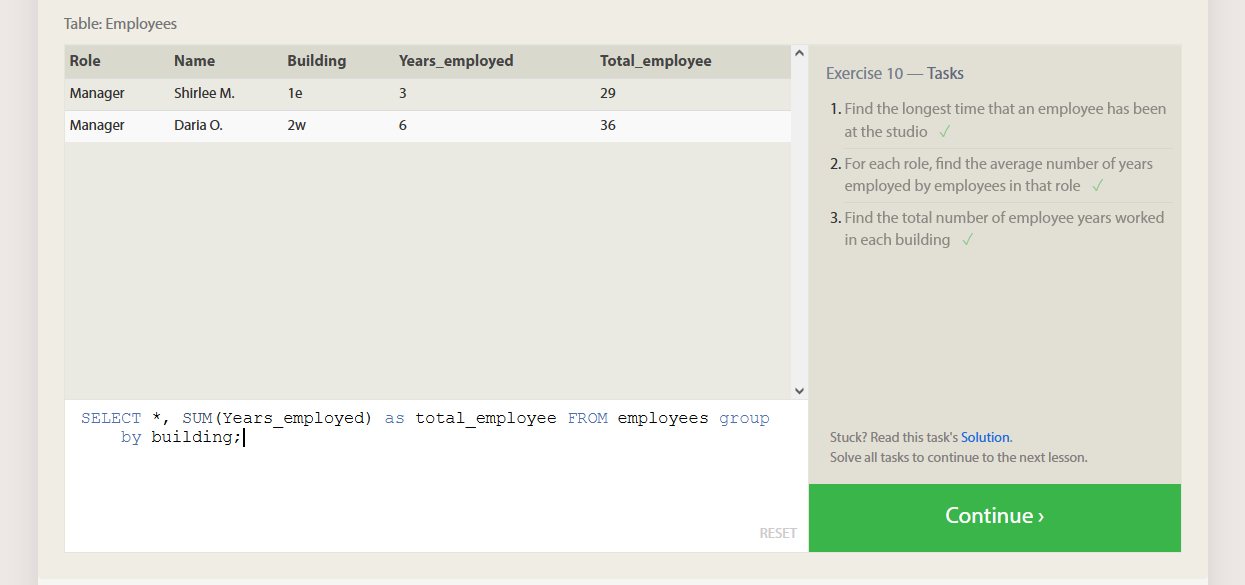 Table: Employees
Role Name Building Years_employed Total_employee
Manager Shirlee M. 1e 3 29
Manager Daria O. 2w 6 36
SELECT *, SUM(Years_employed) as total_employee FROM employees group
by building;
RESET
Exercise 10 — Tasks
1. Find the longest time that an employee has been
at the studio ✓
2. For each role, find the average number of years
employed by employees in that role ✓
3. Find the total number of employee years worked
in each building ✓
Stuck? Read this task's Solution.
Solve all tasks to continue to the next lesson.
Continue ›